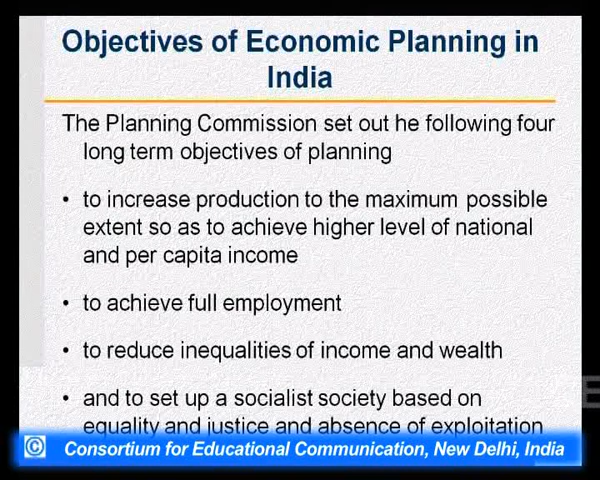 Objectives of Economic Planning in
India
The Planning Commission set out he following four
long term objectives of planning
• to increase production to the maximum possible
extent so as to achieve higher level of national
and per capita income
• to achieve full employment
• to reduce inequalities of income and wealth
• and to set up a socialist society based on
equality and justice and absence of exploitation
© Consortium for Educational Communication, New Delhi, India